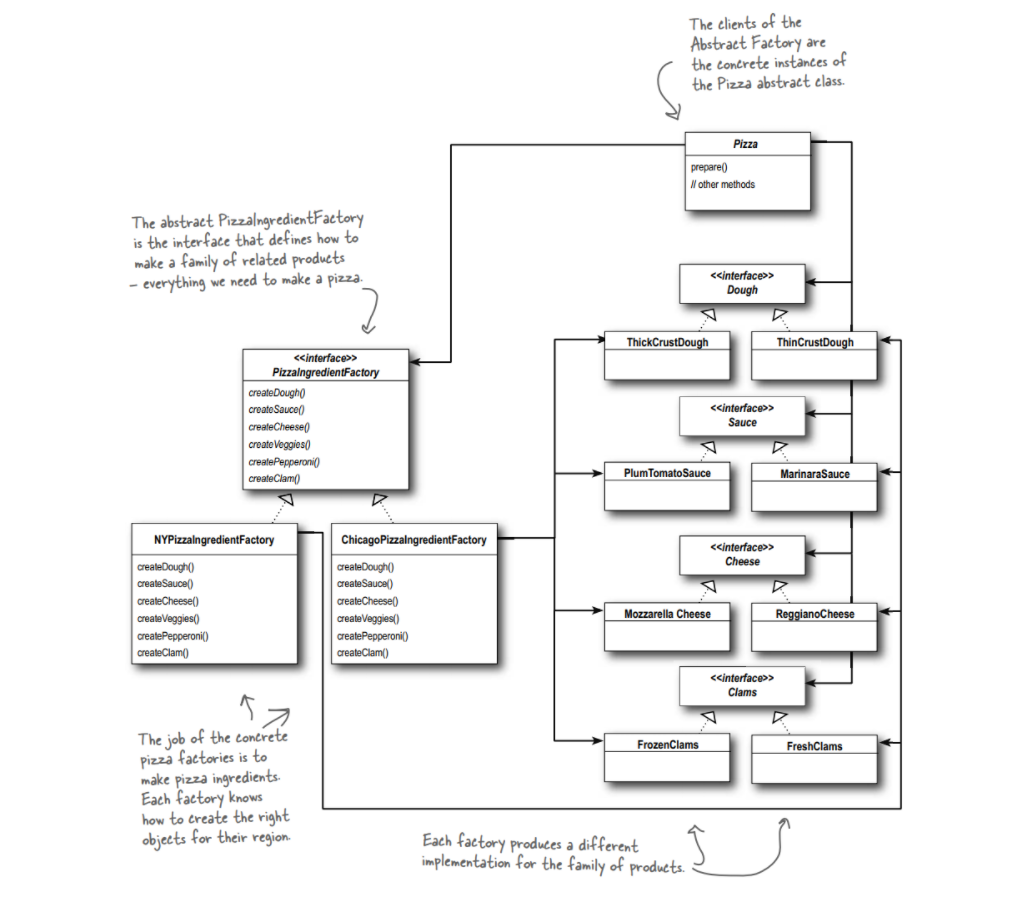 The clients of the
Abstract Factory are
the concrete instances of
the Pizza abstract class.
Pizza
prepare()
// other methods
The abstract PizzaIngredientFactory
is the interface that defines how to
make a family of related products
– everything we need to make a pizza.
<<interface>>
PizzaIngredientFactory
createDough()
createSauce()
createCheese()
createVeggies()
createPepperoni()
createClam()
NYPizzaIngredientFactory
createDough()
createSauce()
createCheese()
createVeggies()
createPepperoni()
createClam()
ChicagoPizzaIngredientFactory
createDough()
createSauce()
createCheese()
createVeggies()
createPepperoni()
createClam()
<<interface>>
Dough
ThickCrustDough
ThinCrustDough
<<interface>>
Sauce
PlumTomatoSauce
MarinaraSauce
<<interface>>
Cheese
Mozzarella Cheese
ReggianoCheese
<<interface>>
Clams
FrozenClams
FreshClams
The job of the concrete
pizza factories is to
make pizza ingredients.
Each factory knows
how to create the right
objects for their region.
Each factory produces a different
implementation for the family of products.